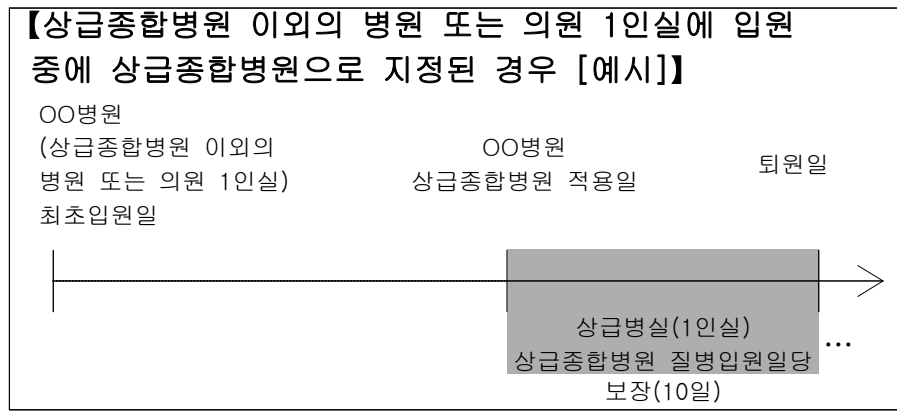 【상급종합병원 이외의 병원 또는 의원 1인실에 입원
중에 상급종합병원으로 지정된 경우 [예시]】
OO병원
(상급종합병원 이외의
병원 또는 의원 1인실)
최초입원일
OO병원
상급종합병원 적용일
퇴원일
상급병실(1인실)
상급종합병원 질병입원일당
보장(10일)
…